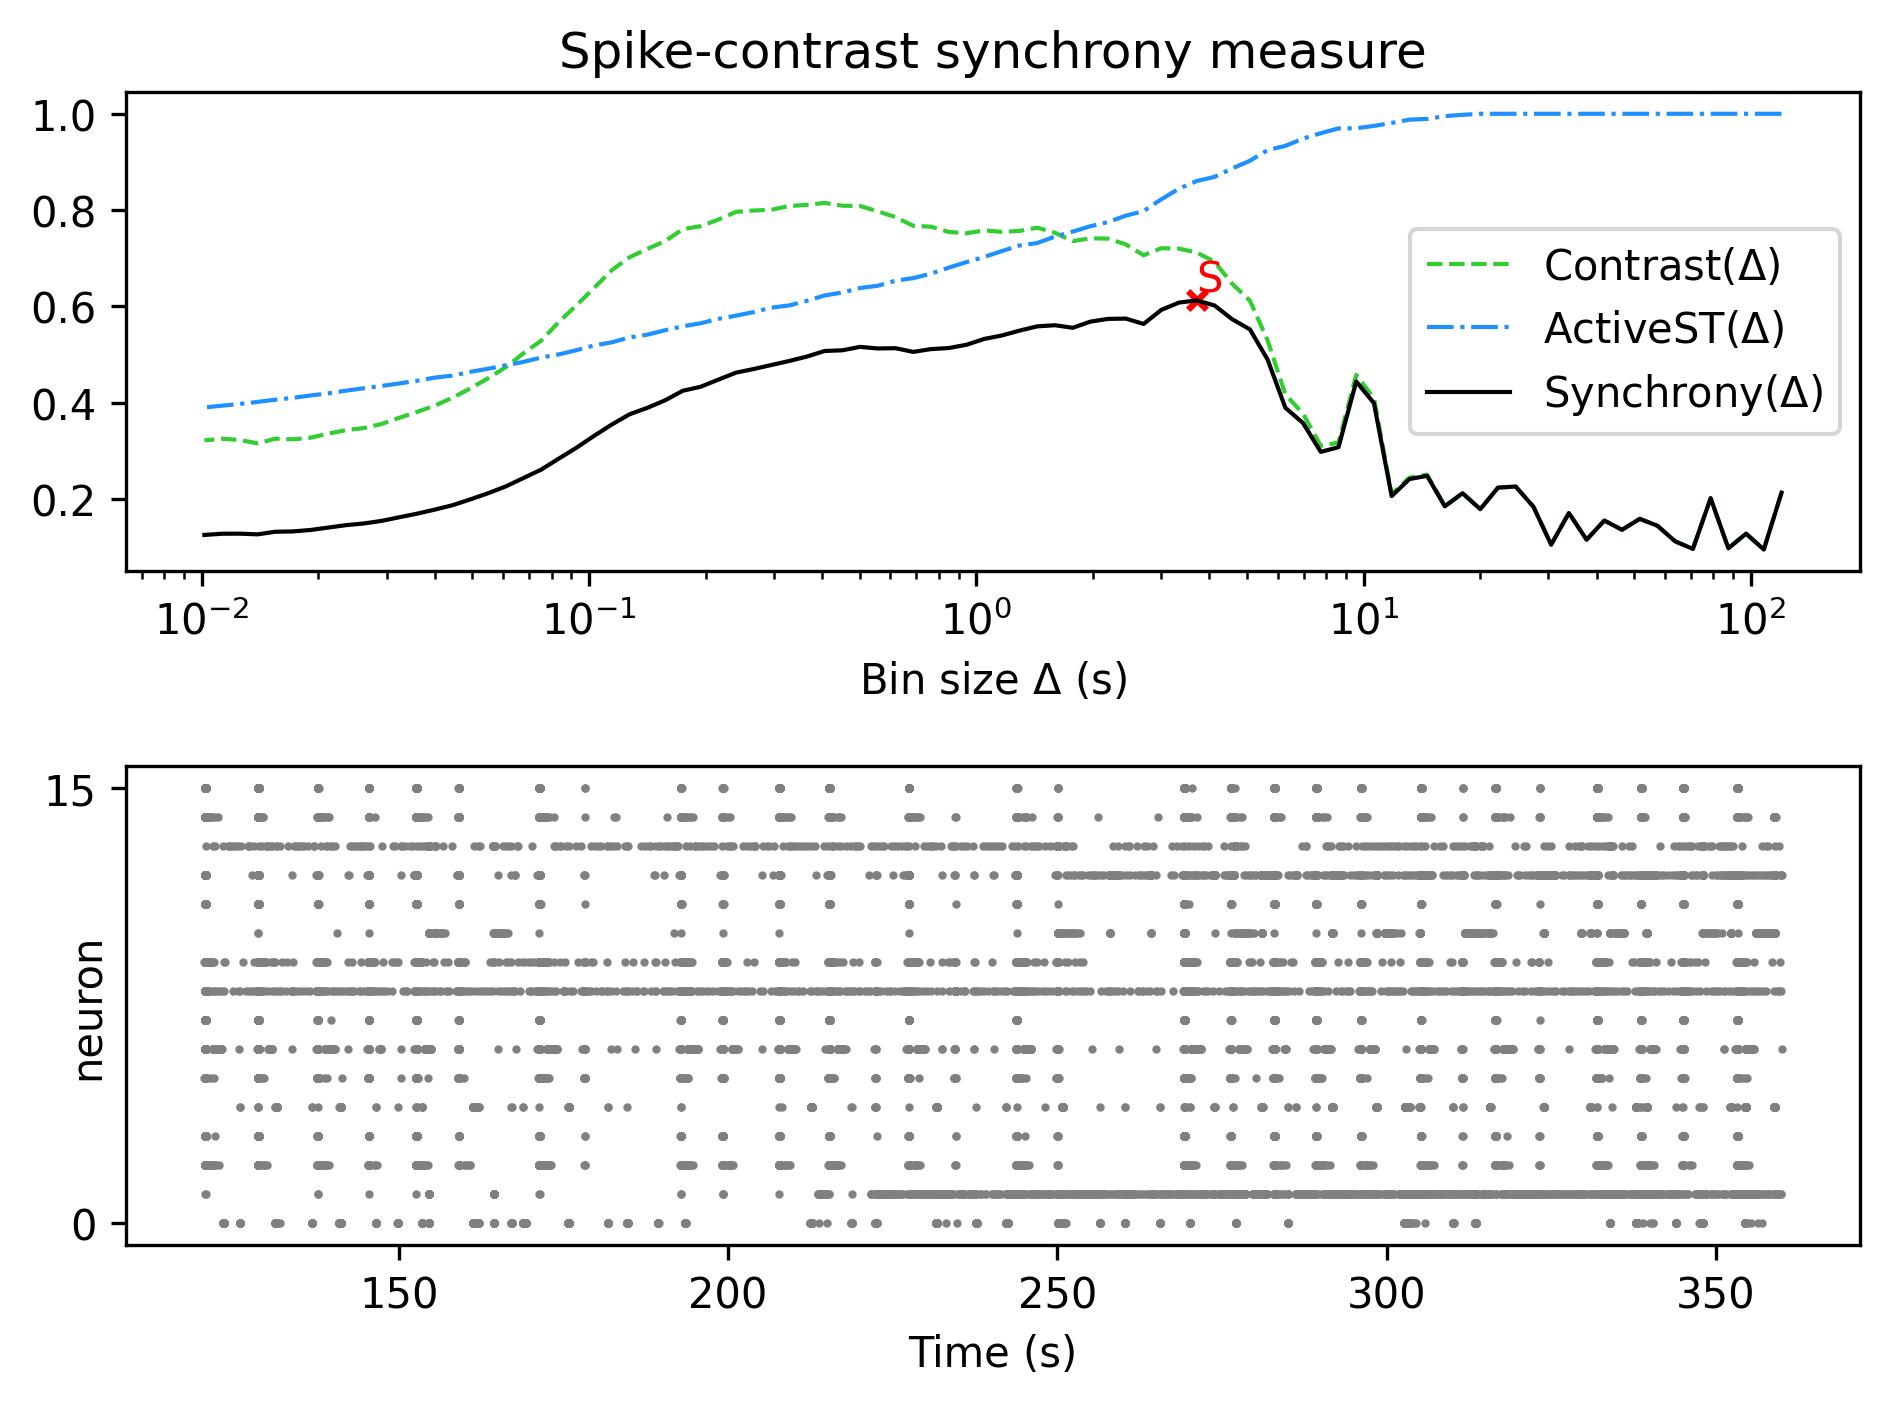 Spike-contrast synchrony measure
1.0
0.8
0.6
0.4
0.2
S
Contrast(Δ)
ActiveST(Δ)
Synchrony(Δ)
10⁻² 10⁻¹ 10⁰ 10¹ 10²
Bin size Δ (s)
15
neuron
0
150 200 250 300 350
Time (s)